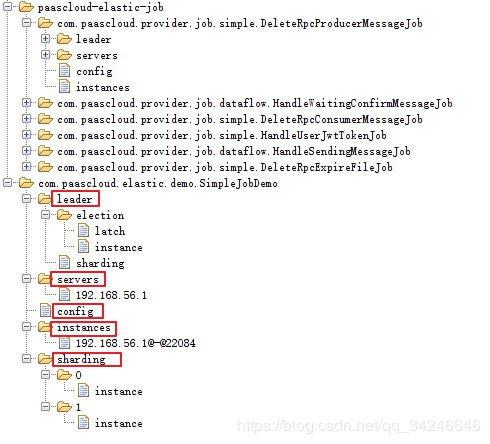 paascloud-elastic-job
com.paascloud.provider.job.simple.DeleteRpcProducerMessageJob
leader
servers
config
instances
com.paascloud.provider.job.dataflow.HandleWaitingConfirmMessageJob
com.paascloud.provider.job.simple.DeleteRpcConsumerMessageJob
com.paascloud.provider.job.simple.HandleUserJwtTokenJob
com.paascloud.provider.job.dataflow.HandleSendingMessageJob
com.paascloud.provider.job.simple.DeleteRpcExpireFileJob
com.paascloud.elastic.demo.SimpleJobDemo
leader
election
latch
instance
sharding
servers
192.168.56.1
config
instances
192.168.56.1@-@22084
sharding
0
instance
1
instance
https://blog.csdn.net/qq_34246646